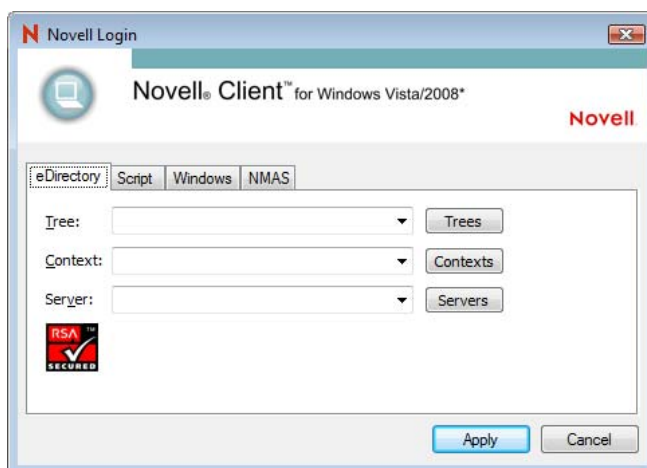 Novell Login
Novell® Client™ for Windows Vista/2008*
Novell
eDirectory Script Windows NMAS
Tree: Trees
Context: Contexts
Server: Servers
RSA ™
SECURED
Apply Cancel